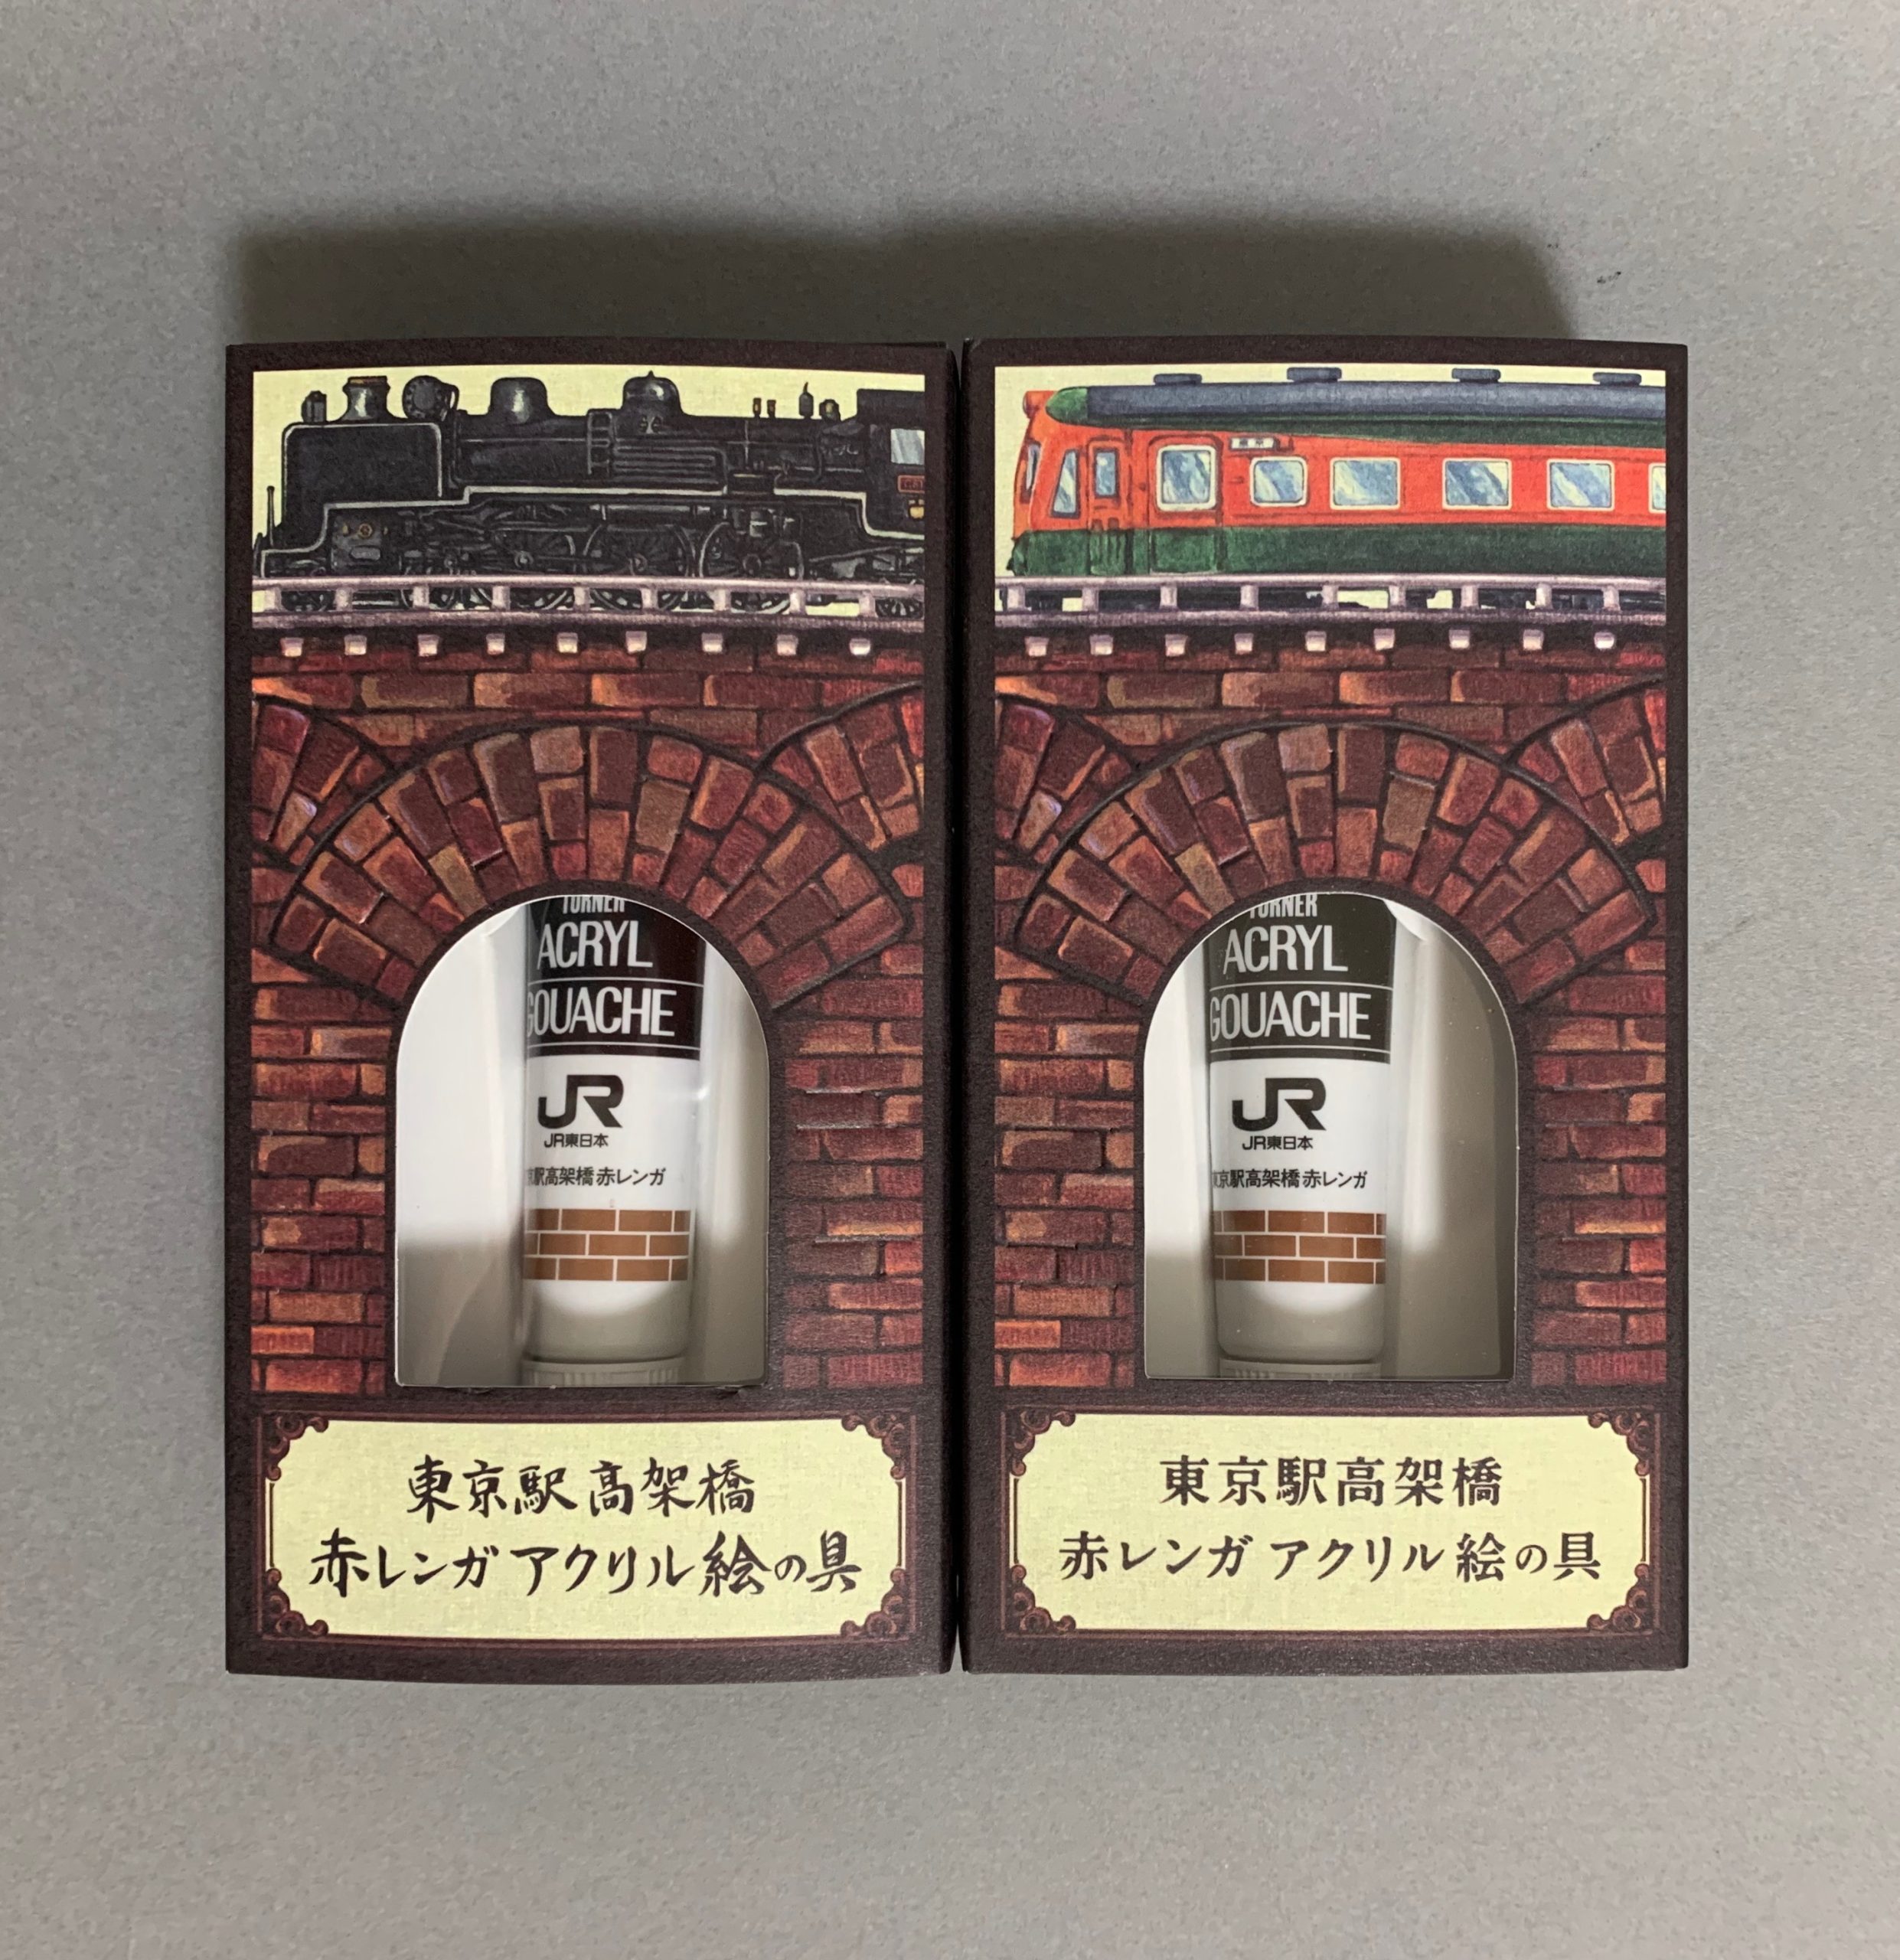 TURNER
ACRYL
GOUACHE
JR
JR東日本
京駅高架橋 赤レンガ
東京駅高架橋
赤レンガ アクリル 絵の具
TURNER
ACRYL
GOUACHE
JR
JR東日本
東京駅高架橋 赤レンガ
東京駅高架橋
赤レンガ アクリル 絵の具